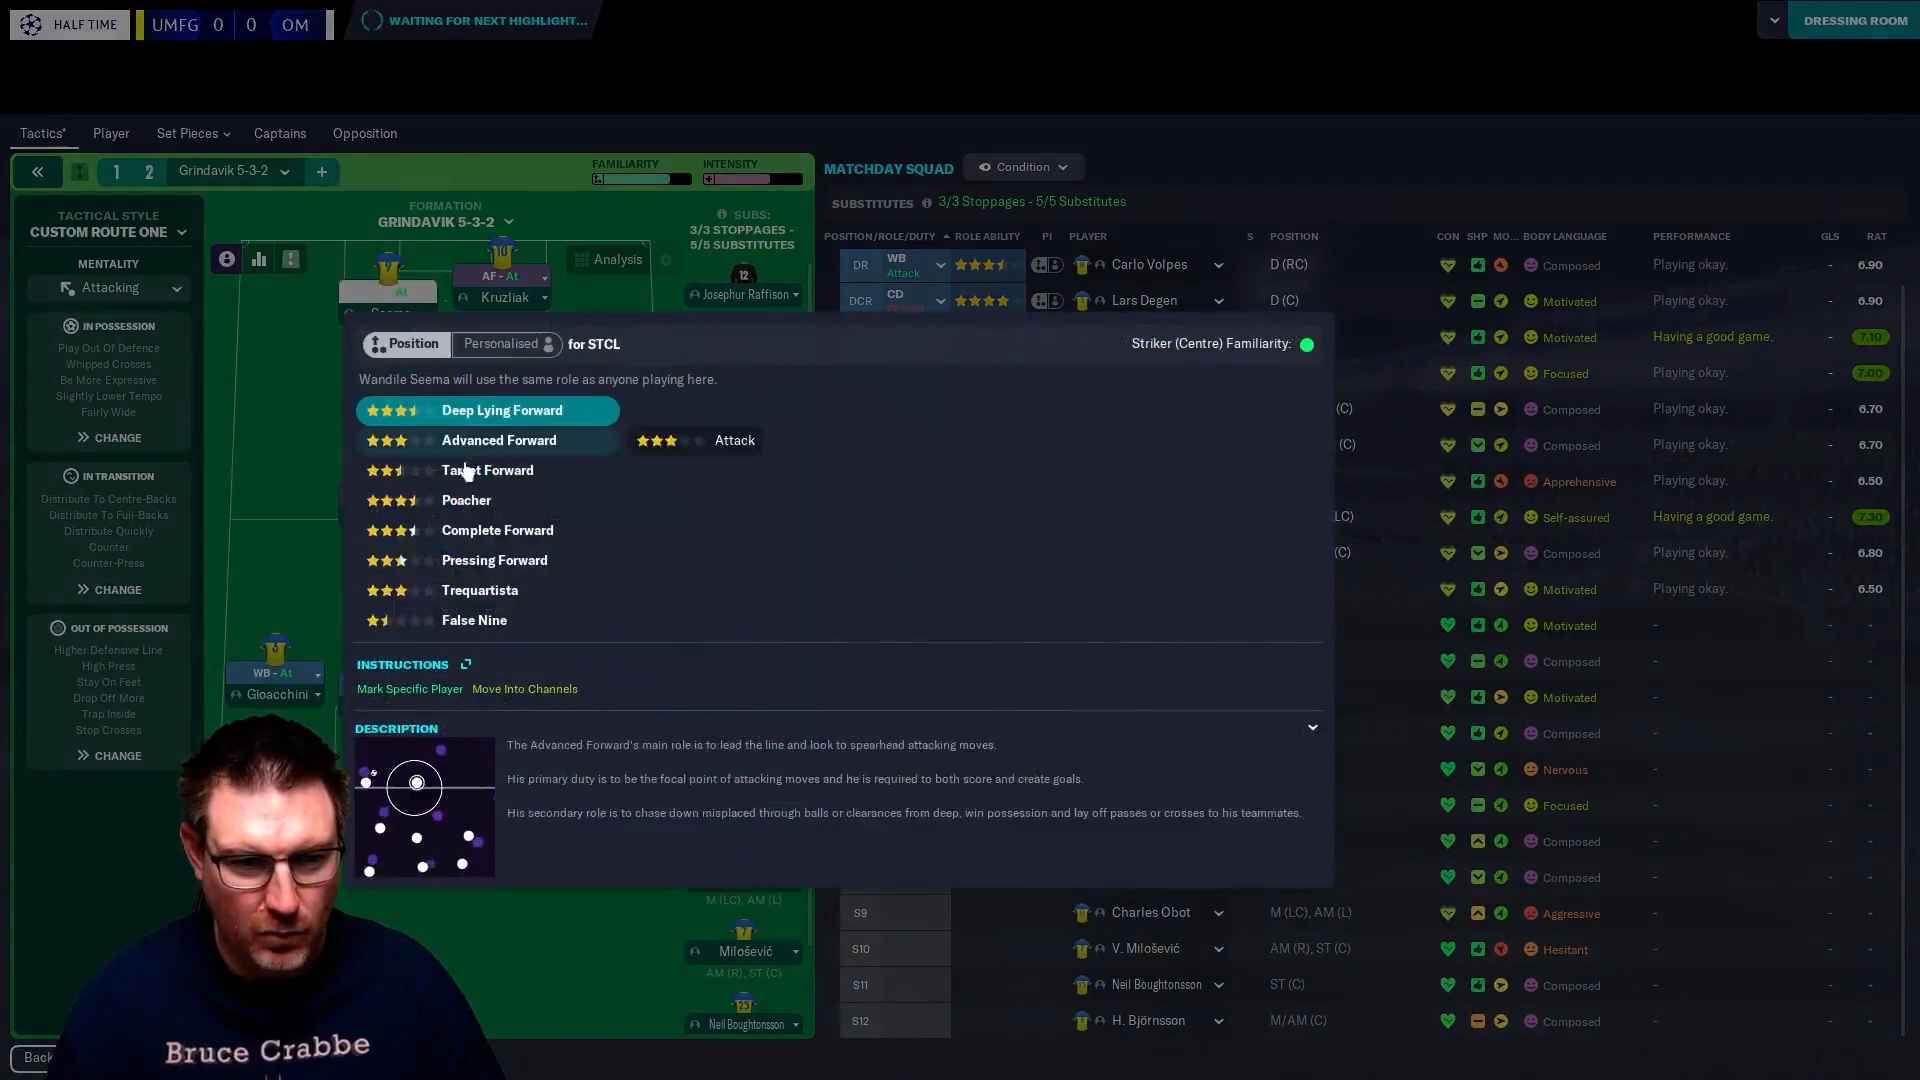 HALF TIME UMFG 0 0 OM WAITING FOR NEXT HIGHLIGHT... DRESSING ROOM
Tactics* Player Set Pieces Captains Opposition
1 2 Grindavik 5-3-2 + FAMILIARITY INTENSITY
TACTICAL STYLE
CUSTOM ROUTE ONE
MENTALITY
Attacking
IN POSSESSION
Play Out Of Defence
Whipped Crosses
Be More Expressive
Slightly Lower Tempo
Fairly Wide
CHANGE
IN TRANSITION
Distribute To Centre-Backs
Distribute To Full-Backs
Distribute Quickly
Counter
Counter-Press
CHANGE
OUT OF POSSESSION
Higher Defensive Line
High Press
Stay On Feet
Drop Off More
Trap Inside
Stop Crosses
CHANGE
Back
FORMATION
GRINDAVIK 5-3-2
SUBS:
3/3 STOPPAGES -
5/5 SUBSTITUTES
Analysis
9 10
At AF - At
Kruzliak
12
Josephur Raffison
WB - At
Gioacchini
M (LC), AM (L)
7
Milošević
AM (R), ST (C)
25
Neil Boughtonsson
MATCHDAY SQUAD Condition
SUBSTITUTES 3/3 Stoppages - 5/5 Substitutes
POSITION/ROLE/DUTY ROLE ABILITY PI PLAYER S POSITION CON SHP MO... BODY LANGUAGE PERFORMANCE GLS RAT
DR WB Attack Carlo Volpes D (RC) Composed Playing okay. - 6.90
DCR CD Lars Degen D (C) Motivated Playing okay. - 6.90
Motivated Having a good game. - 7.10
Focused Playing okay. - 7.00
(C) Composed Playing okay. - 6.70
(C) Composed Playing okay. - 6.70
Apprehensive Playing okay. - 6.50
LC) Self-assured Having a good game. - 7.30
(C) Composed Playing okay. - 6.80
Motivated Playing okay. - 6.50
Motivated - -
Composed - -
Motivated - -
Composed - -
Nervous - -
Focused - -
Composed - -
Composed - -
S9 Charles Obot M (LC), AM (L) Aggressive - -
S10 V. Milošević AM (R), ST (C) Hesitant - -
S11 Neil Boughtonsson ST (C) Composed - -
S12 H. Björnsson M/AM (C) Composed - -
Position Personalised for STCL Striker (Centre) Familiarity:
Wandile Seema will use the same role as anyone playing here.
Deep Lying Forward
Advanced Forward Attack
Target Forward
Poacher
Complete Forward
Pressing Forward
Trequartista
False Nine
INSTRUCTIONS
Mark Specific Player Move Into Channels
DESCRIPTION
The Advanced Forward's main role is to lead the line and look to spearhead attacking moves.
His primary duty is to be the focal point of attacking moves and he is required to both score and create goals.
His secondary role is to chase down misplaced through balls or clearances from deep, win possession and lay off passes or crosses to his teammates.
Bruce Crabbe